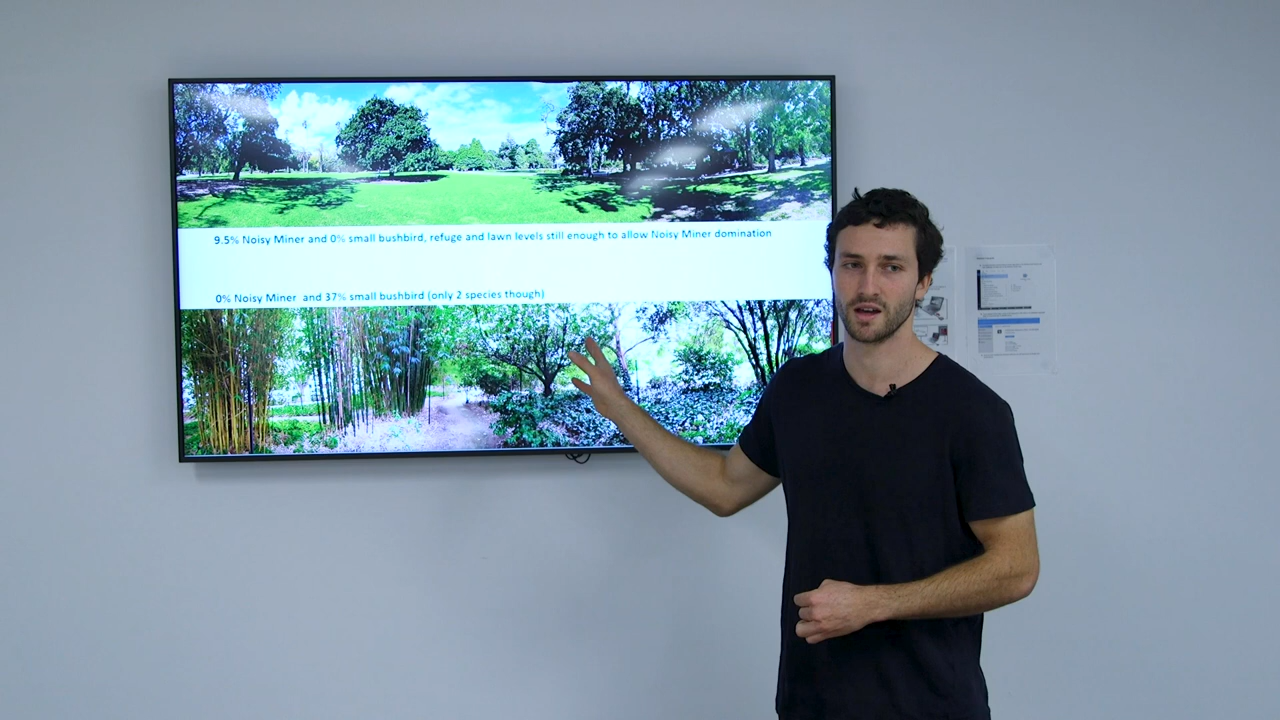 9.5% Noisy Miner and 0% small bushbird, refuge and lawn levels still enough to allow Noisy Miner domination
0% Noisy Miner and 37% small bushbird (only 2 species though)